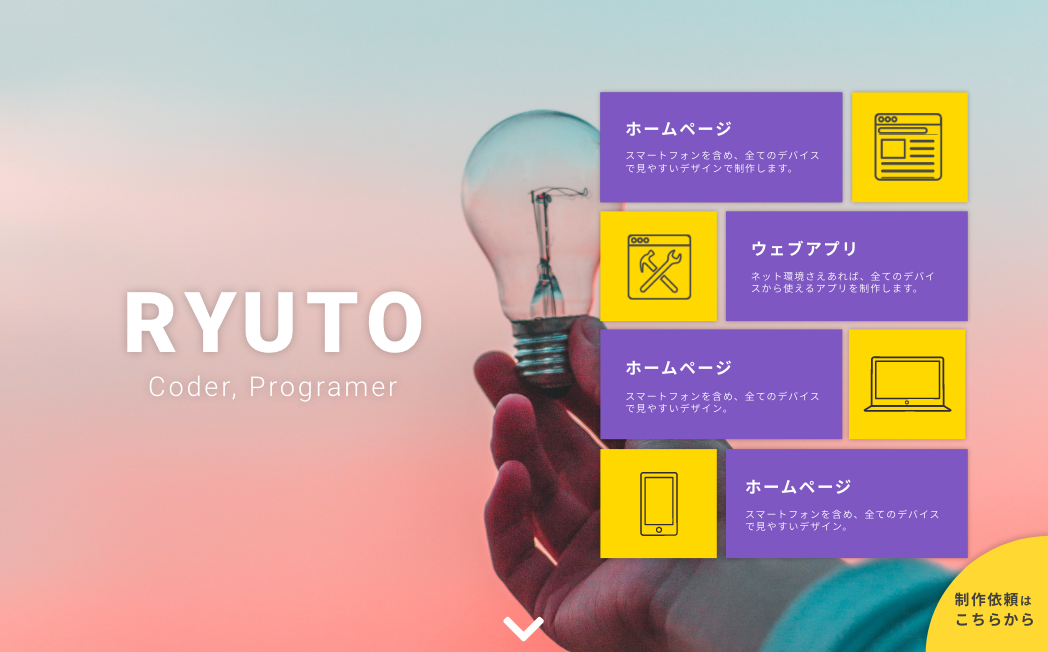 RYUTO
Coder, Programer
ホームページ
スマートフォンを含め、全てのデバイス
で見やすいデザインで制作します。
ウェブアプリ
ネット環境さえあれば、全てのデバイ
スから使えるアプリを制作します。
ホームページ
スマートフォンを含め、全てのデバイス
で見やすいデザイン。
ホームページ
スマートフォンを含め、全てのデバイス
で見やすいデザイン。
制作依頼は
こちらから